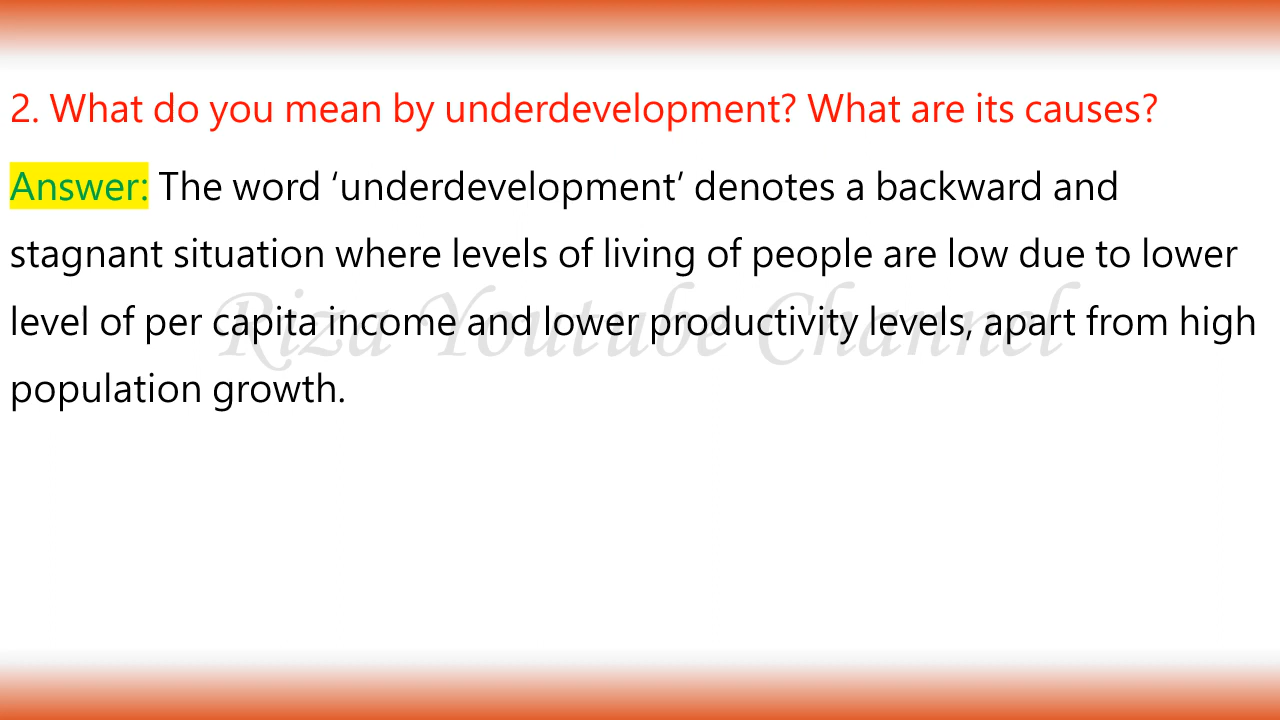 2. What do you mean by underdevelopment? What are its causes?
Answer: The word ‘underdevelopment’ denotes a backward and
stagnant situation where levels of living of people are low due to lower
level of per capita income and lower productivity levels, apart from high
Riza Youtube Channel
population growth.